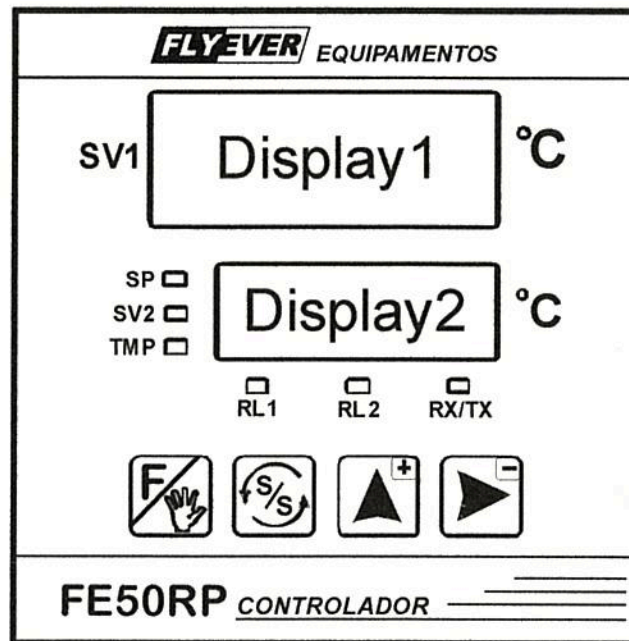 FLYEVER EQUIPAMENTOS
SV1 Display1 °C
SP
SV2
TMP
Display2 °C
RL1 RL2 RX/TX
F S/S + -
FE50RP CONTROLADOR